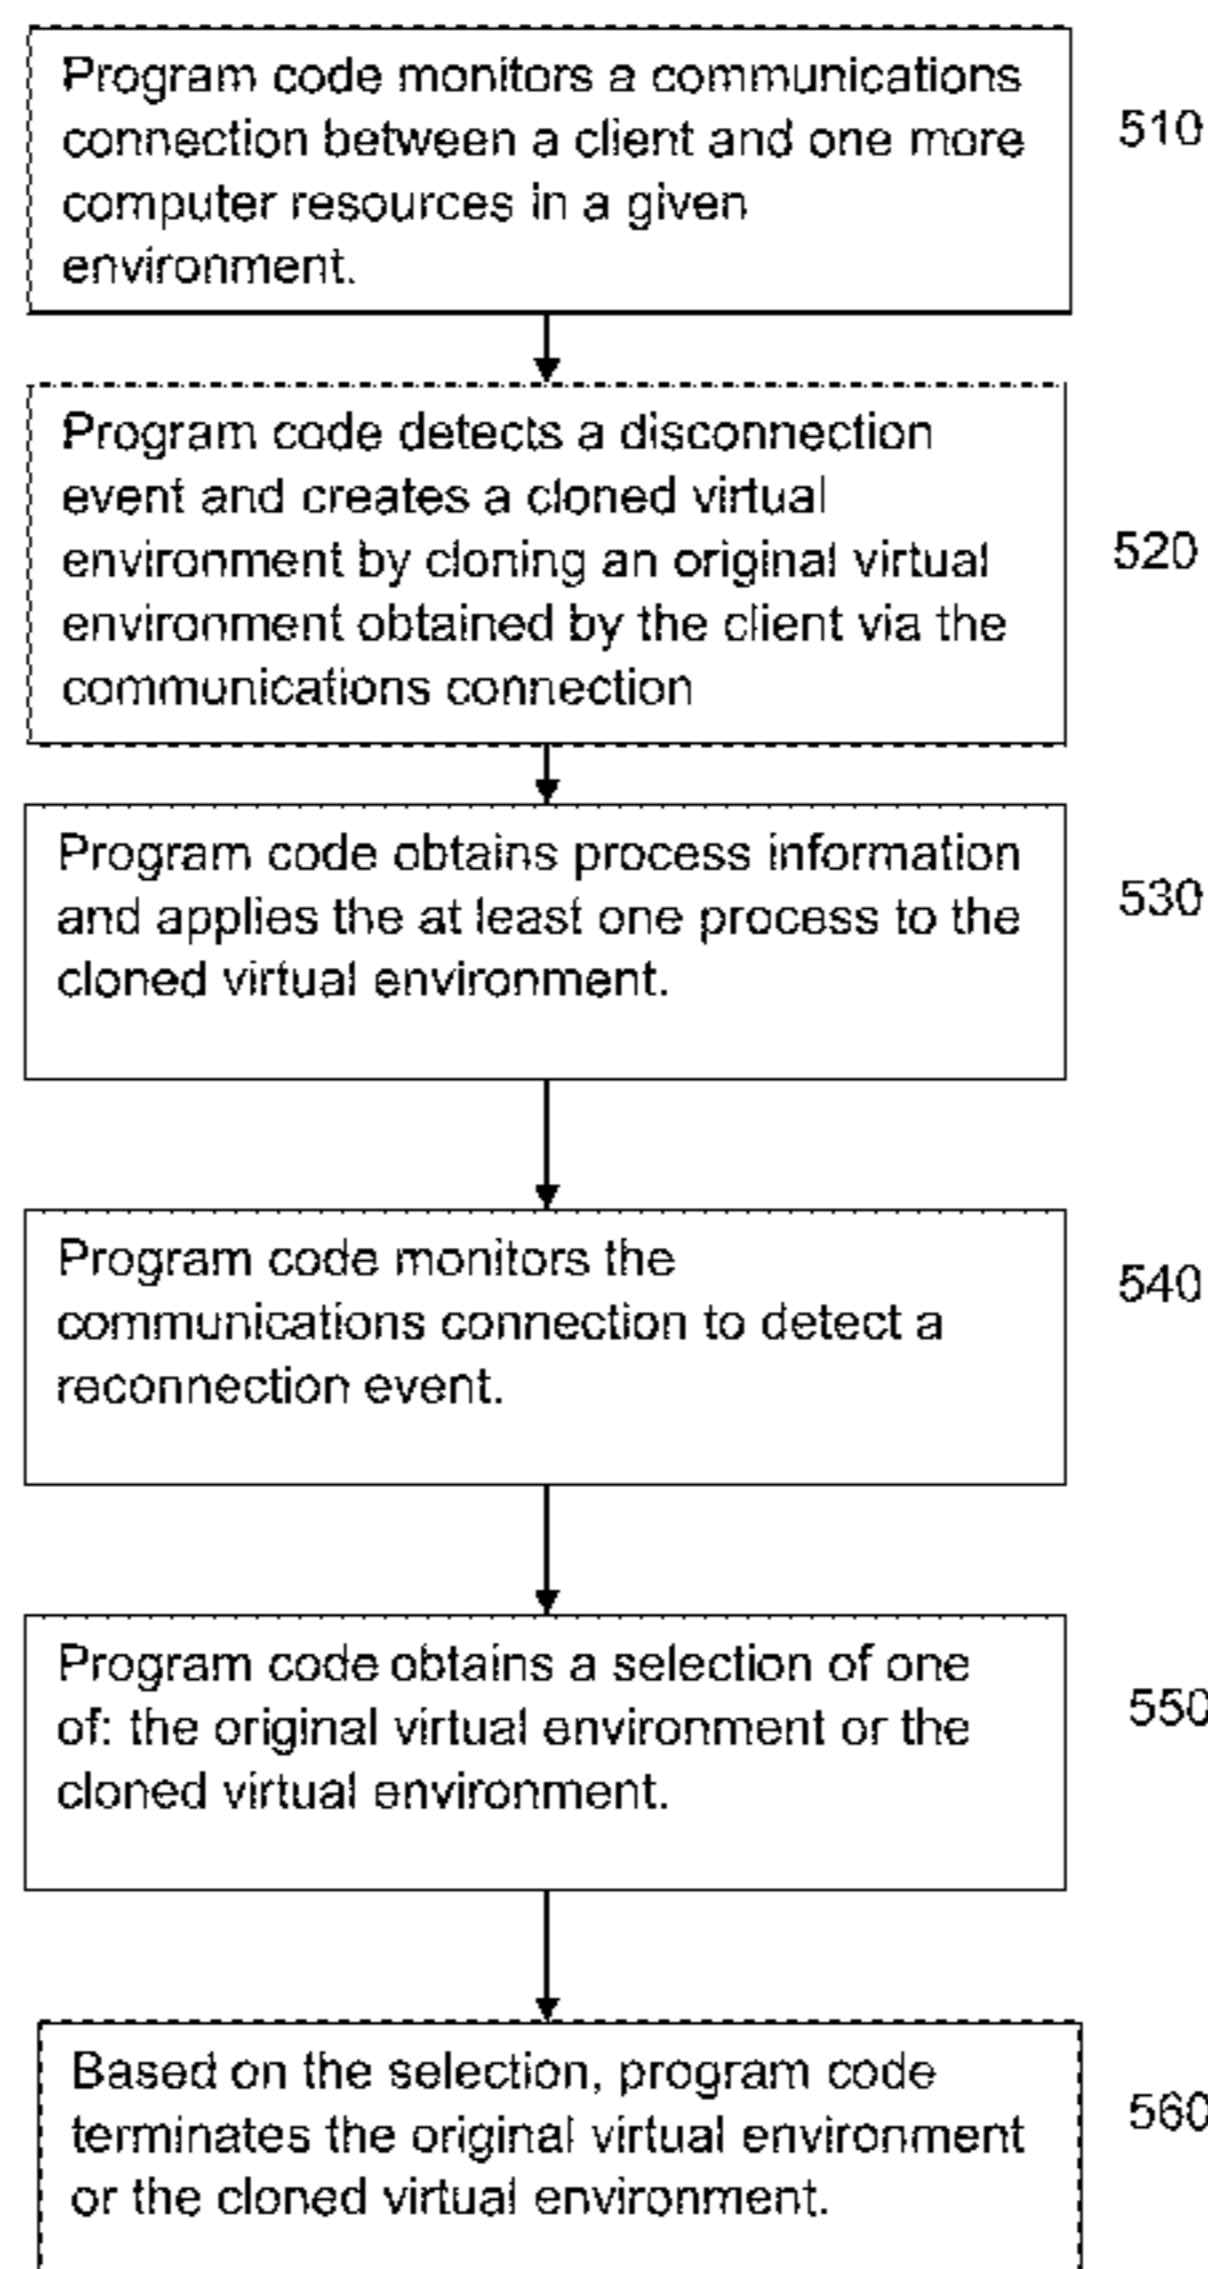 Program code monitors a communications
connection between a client and one more
computer resources in a given
environment.
510
Program code detects a disconnection
event and creates a cloned virtual
environment by cloning an original virtual
environment obtained by the client via the
communications connection
520
Program code obtains process information
and applies the at least one process to the
cloned virtual environment.
530
Program code monitors the
communications connection to detect a
reconnection event.
540
Program code obtains a selection of one
of: the original virtual environment or the
cloned virtual environment.
550
Based on the selection, program code
terminates the original virtual environment
or the cloned virtual environment.
560